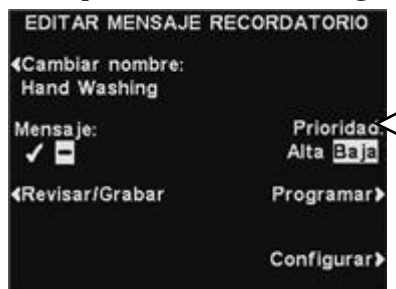 EDITAR MENSAJE RECORDATORIO
Cambiar nombre:
Hand Washing
Mensaje: Prioridad:
Alta Baja
Revisar/Grabar Programar
Configurar